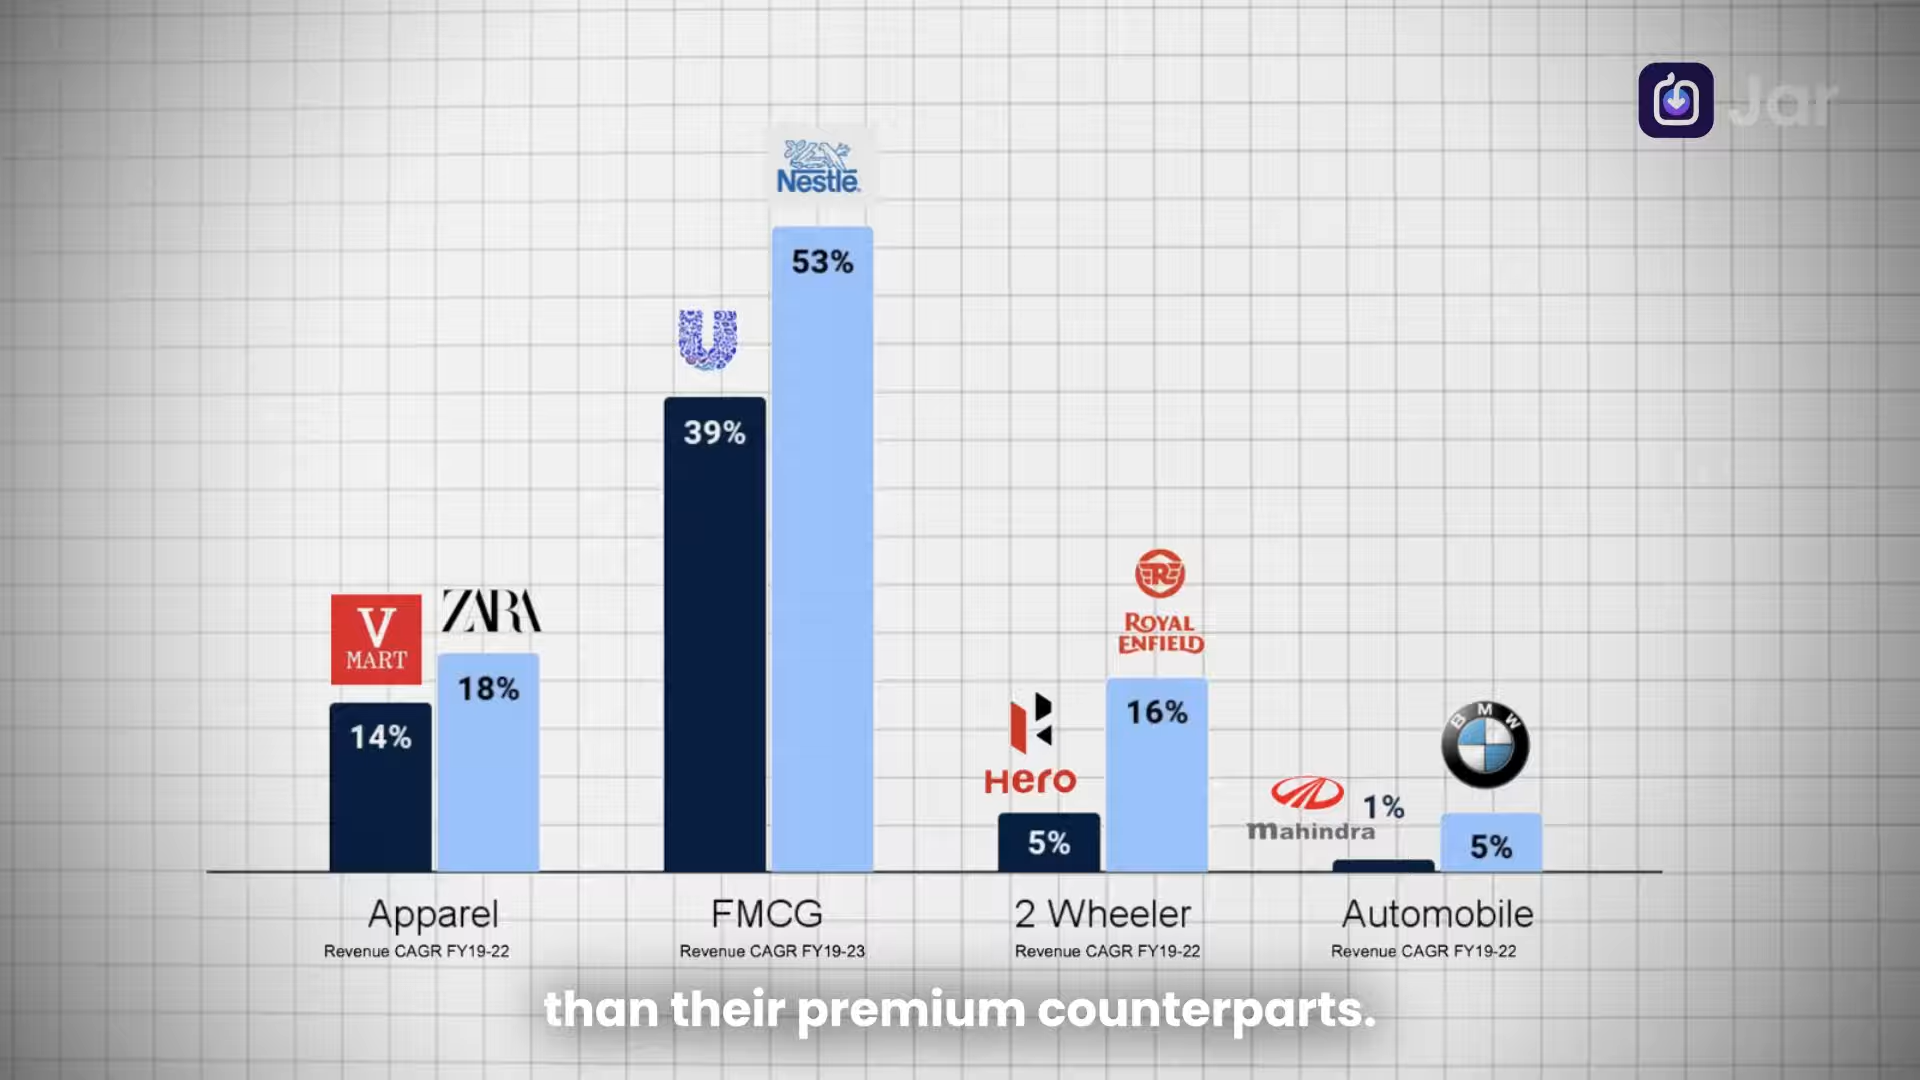 Jar
Nestle
53%
39%
V
MART
ZARA
18%
14%
ROYAL
ENFIELD
16%
Hero
5%
BMW
mahindra
1%
5%
Apparel
Revenue CAGR FY19-22
FMCG
Revenue CAGR FY19-23
2 Wheeler
Revenue CAGR FY19-22
Automobile
Revenue CAGR FY19-22
than their premium counterparts.